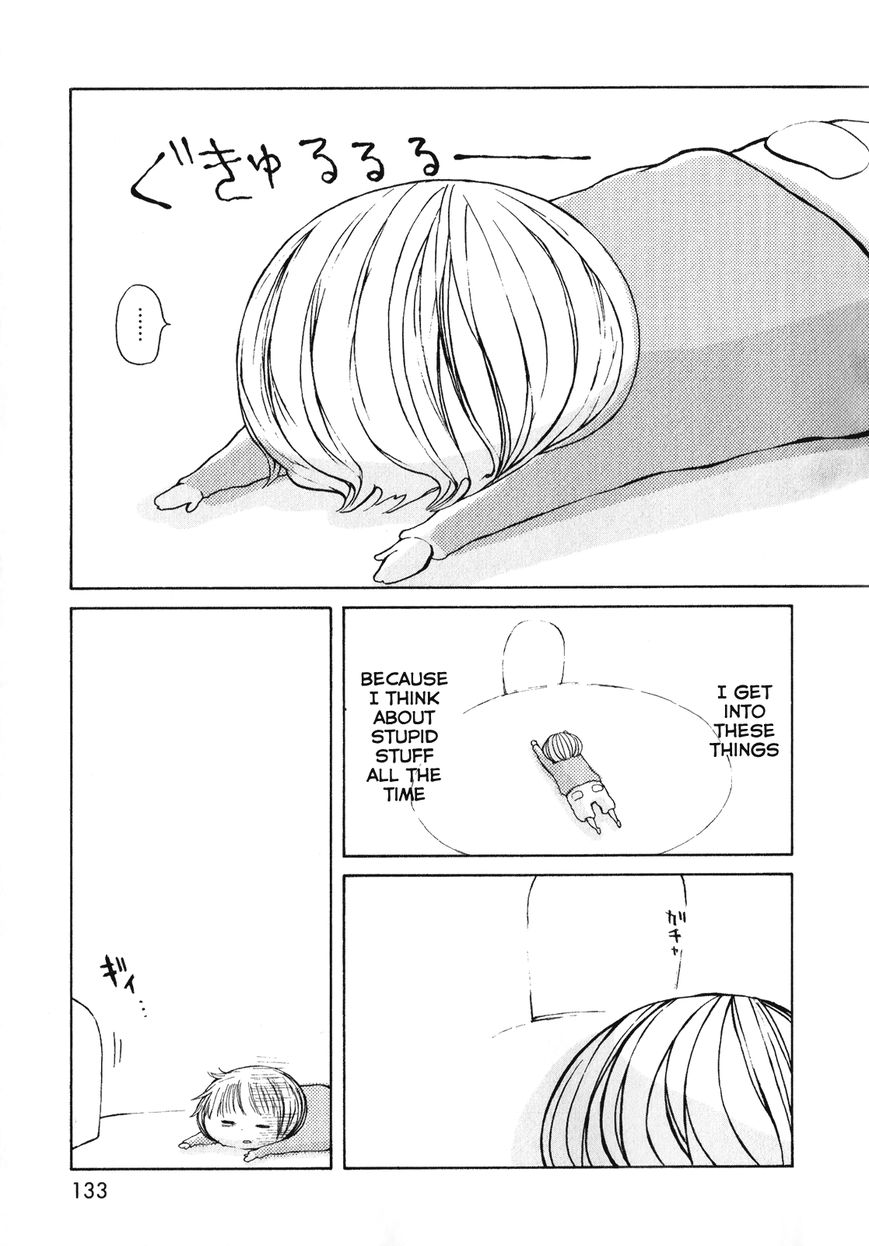 ぐきゅるるるー
……
I GET
INTO
THESE
THINGS
BECAUSE
I THINK
ABOUT
STUPID
STUFF
ALL THE
TIME
ガチャ
ギィ…
133